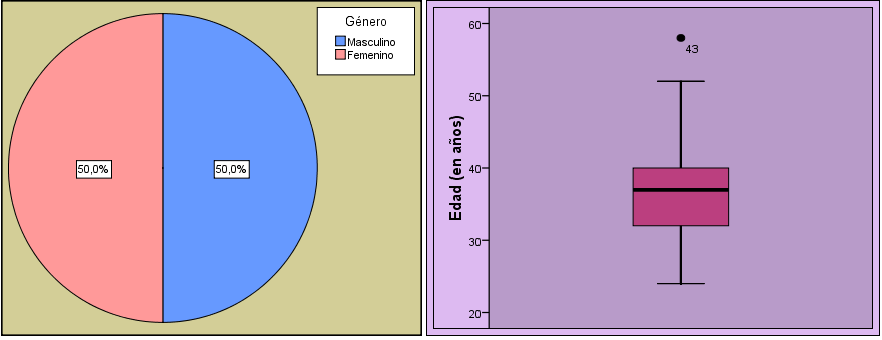 Género
Masculino
Femenino
50,0%
50,0%
Edad (en años)
60
50
40
30
20
43